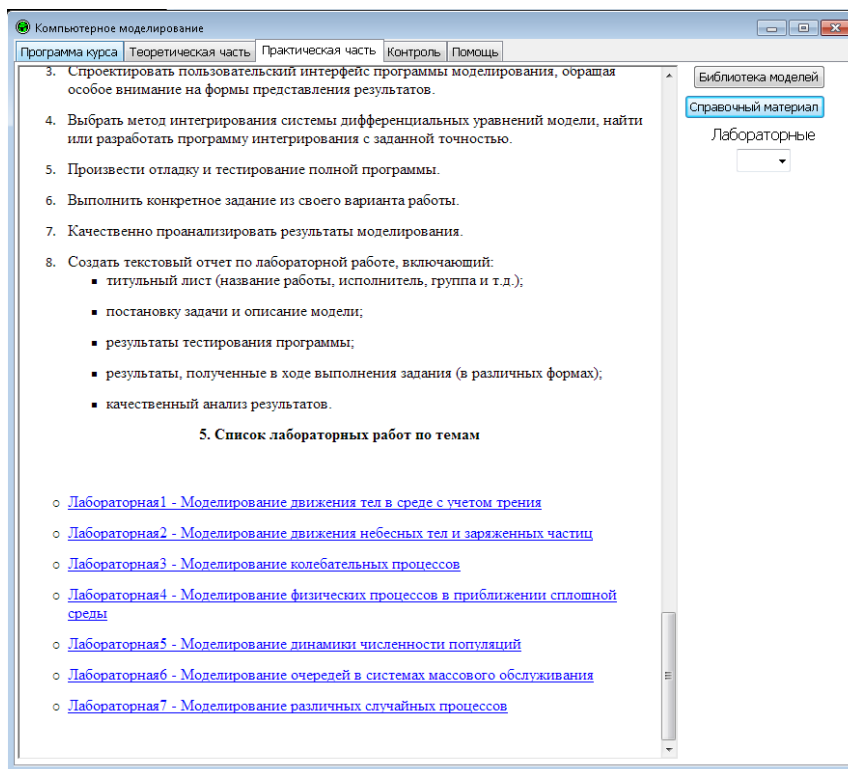 Компьютерное моделирование
Программа курса Теоретическая часть Практическая часть Контроль Помощь
3. Спроектировать пользовательский интерфейс программы моделирования, обращая
особое внимание на формы представления результатов.
4. Выбрать метод интегрирования системы дифференциальных уравнений модели, найти
или разработать программу интегрирования с заданной точностью.
5. Произвести отладку и тестирование полной программы.
6. Выполнить конкретное задание из своего варианта работы.
7. Качественно проанализировать результаты моделирования.
8. Создать текстовый отчет по лабораторной работе, включающий:
▪ титульный лист (название работы, исполнитель, группа и т.д.);
▪ постановку задачи и описание модели;
▪ результаты тестирования программы;
▪ результаты, полученные в ходе выполнения задания (в различных формах);
▪ качественный анализ результатов.
5. Список лабораторных работ по темам
o Лабораторная1 - Моделирование движения тел в среде с учетом трения
o Лабораторная2 - Моделирование движения небесных тел и заряженных частиц
o Лабораторная3 - Моделирование колебательных процессов
o Лабораторная4 - Моделирование физических процессов в приближении сплошной
среды
o Лабораторная5 - Моделирование динамики численности популяций
o Лабораторная6 - Моделирование очередей в системах массового обслуживания
o Лабораторная7 - Моделирование различных случайных процессов
Библиотека моделей
Справочный материал
Лабораторные